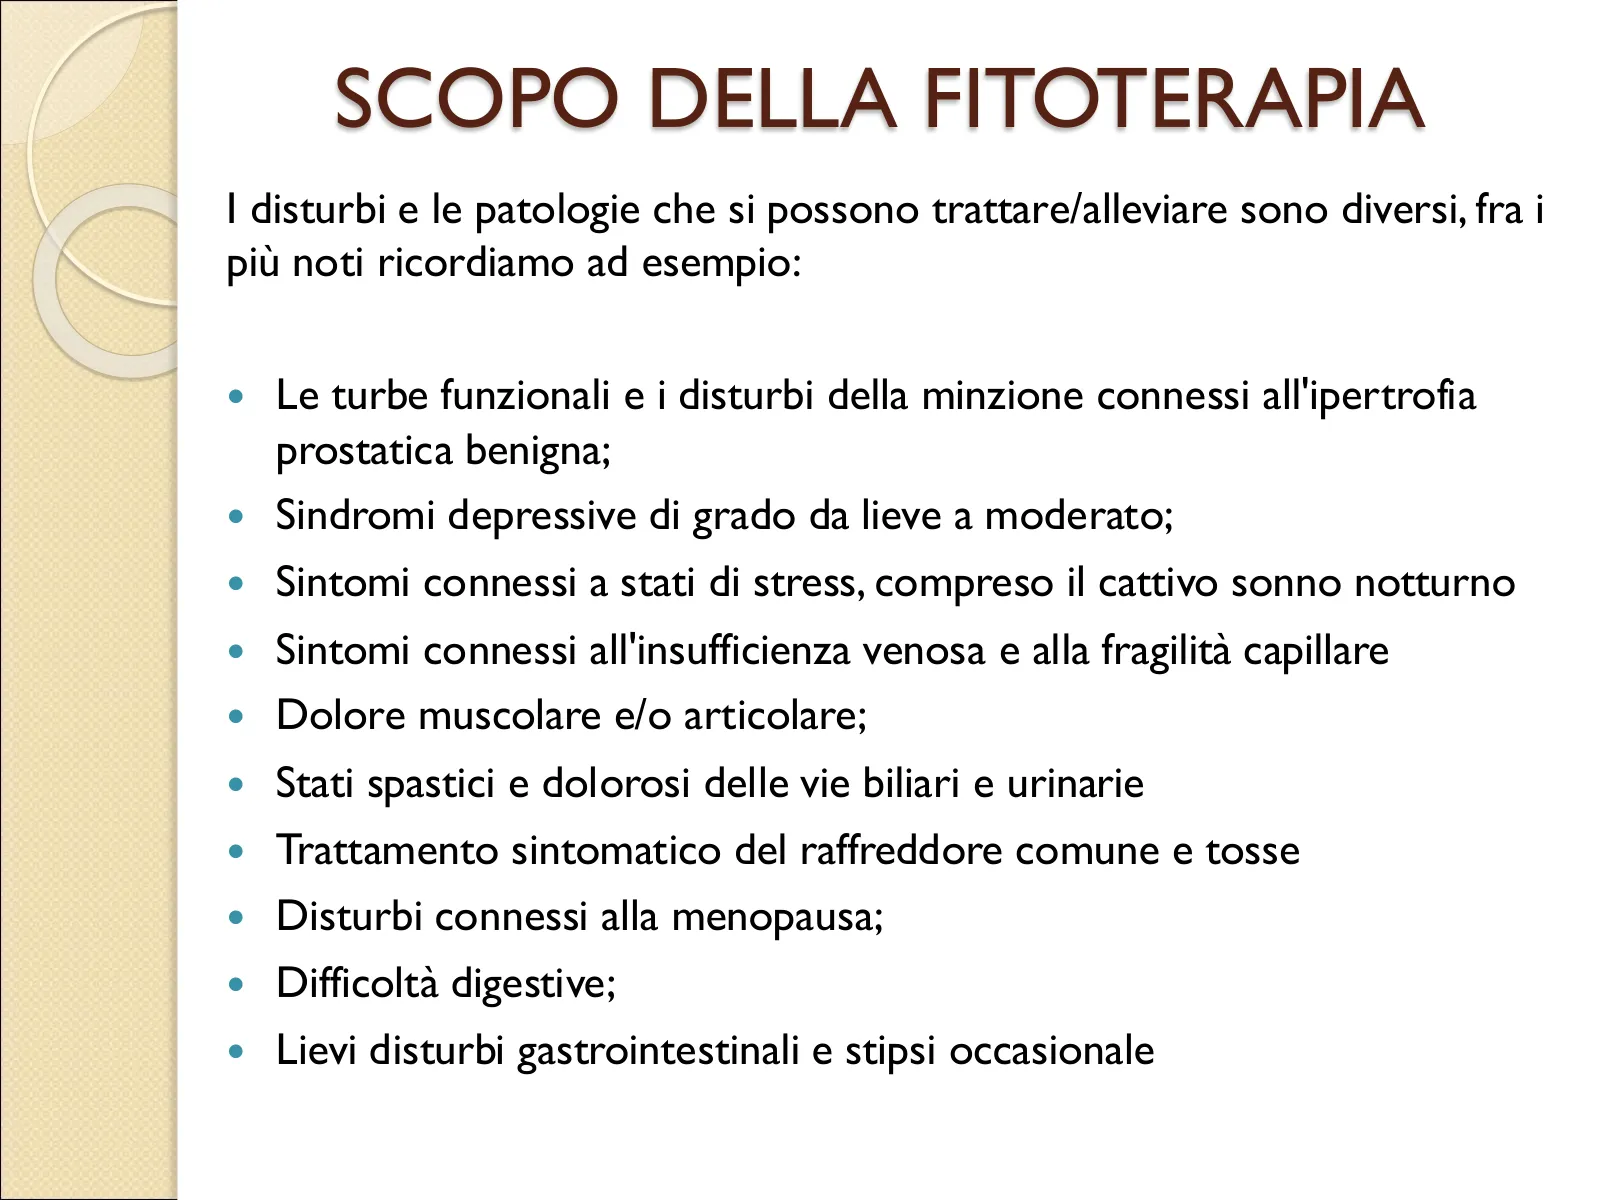 SCOPO DELLA FITOTERAPIA
I disturbi e le patologie che si possono trattare/alleviare sono diversi, fra i
più noti ricordiamo ad esempio:
• Le turbe funzionali e i disturbi della minzione connessi all'ipertrofia
prostatica benigna;
• Sindromi depressive di grado da lieve a moderato;
• Sintomi connessi a stati di stress, compreso il cattivo sonno notturno
• Sintomi connessi all'insufficienza venosa e alla fragilità capillare
• Dolore muscolare e/o articolare;
• Stati spastici e dolorosi delle vie biliari e urinarie
• Trattamento sintomatico del raffreddore comune e tosse
• Disturbi connessi alla menopausa;
• Difficoltà digestive;
• Lievi disturbi gastrointestinali e stipsi occasionale